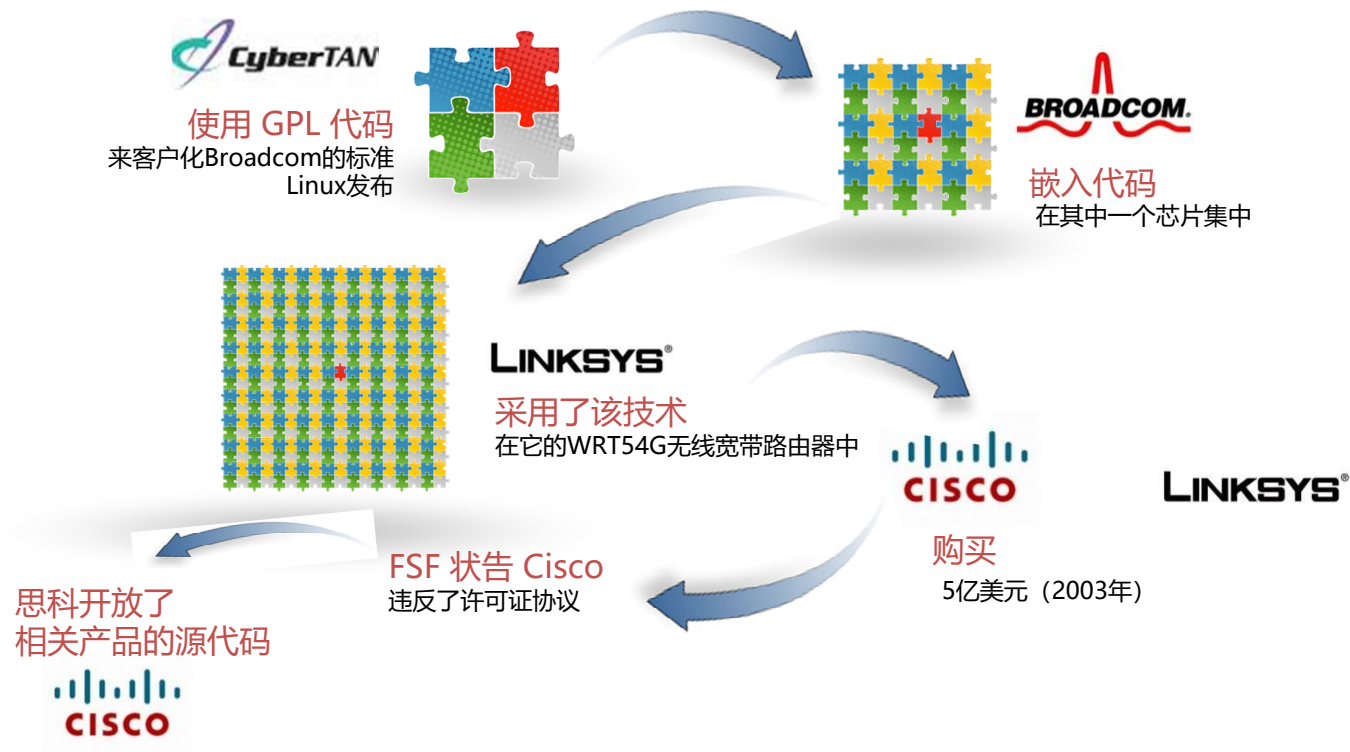 CyberTAN
使用 GPL 代码
来客户化Broadcom的标准
Linux发布
BROADCOM.
嵌入代码
在其中一个芯片集中
LINKSYS®
采用了该技术
在它的WRT54G无线宽带路由器中
CISCO
LINKSYS®
购买
5亿美元（2003年）
FSF 状告 Cisco
违反了许可证协议
思科开放了
相关产品的源代码
CISCO